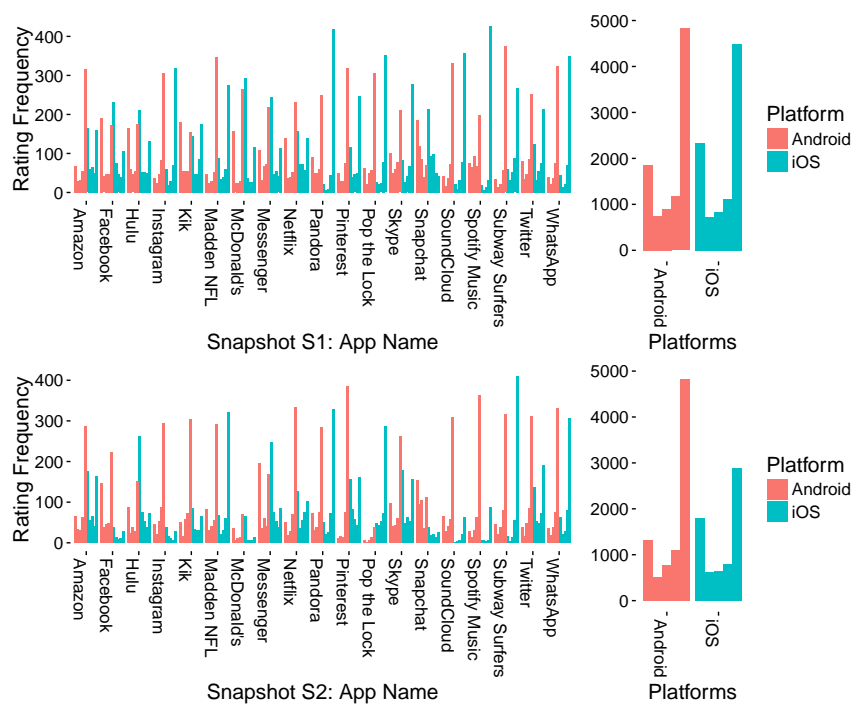 Rating Frequency
400
300
200
100
0
Amazon
Facebook
Hulu
Instagram
Kik
Madden NFL
McDonald's
Messenger
Netflix
Pandora
Pinterest
Pop the Lock
Skype
Snapchat
SoundCloud
Spotify Music
Subway Surfers
Twitter
WhatsApp
Snapshot S1: App Name
5000
4000
3000
2000
1000
0
Android
iOS
Platforms
Platform
Android
iOS
Rating Frequency
400
300
200
100
0
Amazon
Facebook
Hulu
Instagram
Kik
Madden NFL
McDonald's
Messenger
Netflix
Pandora
Pinterest
Pop the Lock
Skype
Snapchat
SoundCloud
Spotify Music
Subway Surfers
Twitter
WhatsApp
Snapshot S2: App Name
5000
4000
3000
2000
1000
0
Android
iOS
Platforms
Platform
Android
iOS